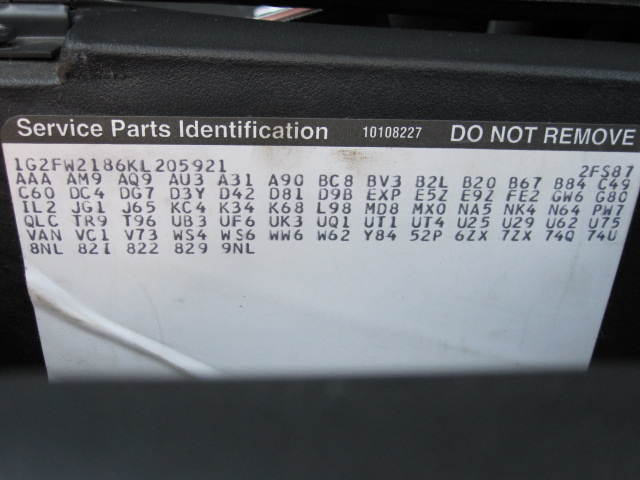 Service Parts Identification 10108227 DO NOT REMOVE
1G2FW2186KL205921 2FS87
AAA AM9 AQ9 AU3 A31 A90 BC8 BV3 B2L B20 B67 B84 C49
C60 DC4 DG7 D3Y D42 D81 D9B EXP E5Z E9Z FE2 GW6 G80
IL2 JG1 J65 KC4 K34 K68 L98 MD8 MX0 NA5 NK4 N64 PW7
QLC TR9 T96 UB3 UF6 UK3 UQ1 UT1 UT4 U25 U29 U62 U75
VAN VC1 V73 WS4 WS6 WW6 W62 Y84 52P 6ZX 7ZX 74Q 74U
8NL 82I 822 829 9NL